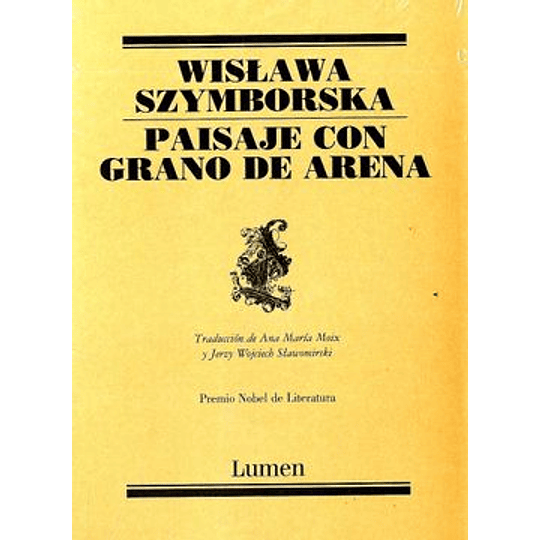 WISŁAWA
SZYMBORSKA
PAISAJE CON
GRANO DE ARENA
Traducción de Ana María Moix
y Jerzy Wojciech Sławomirski
Premio Nobel de Literatura
Lumen